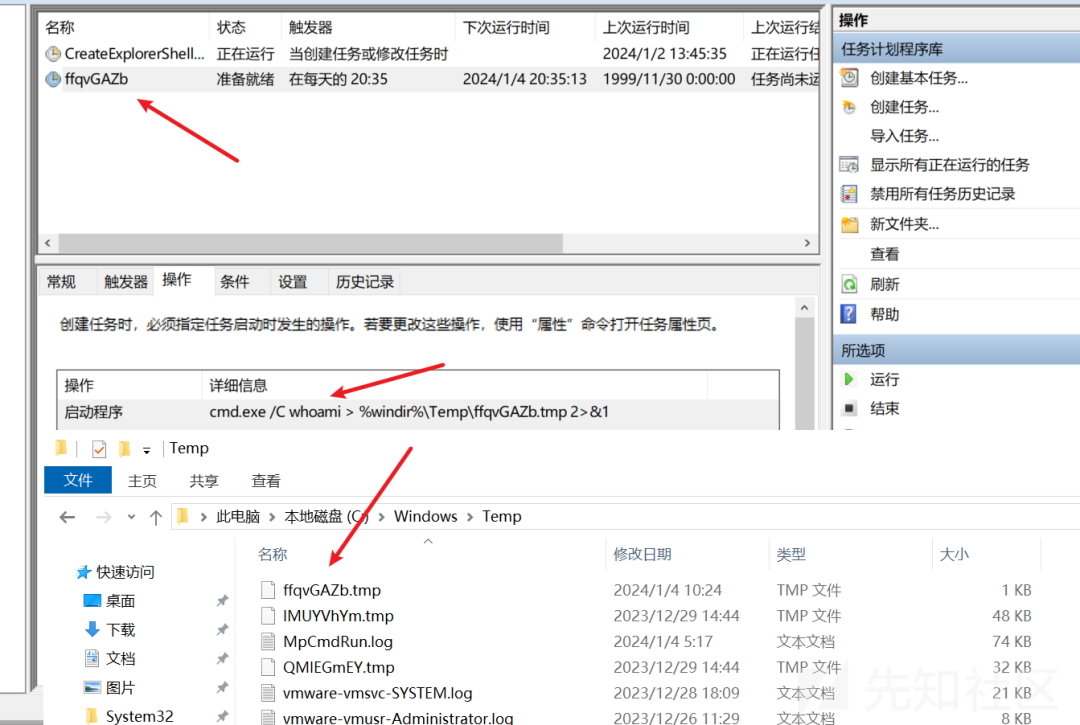 名称 状态 触发器 下次运行时间 上次运行时间 上次运行结
CreateExplorerShell... 正在运行 当创建任务或修改任务时 2024/1/2 13:45:35 正在运行任
ffqvGAZb 准备就绪 在每天的 20:35 2024/1/4 20:35:13 1999/11/30 0:00:00 任务尚未运
常规 触发器 操作 条件 设置 历史记录
创建任务时，必须指定任务启动时发生的操作。若要更改这些操作，使用“属性”命令打开任务属性页。
操作 详细信息
启动程序 cmd.exe /C whoami > %windir%\Temp\ffqvGAZb.tmp 2>&1
操作
任务计划程序库
创建基本任务...
创建任务...
导入任务...
显示所有正在运行的任务
禁用所有任务历史记录
新文件夹...
查看
刷新
帮助
所选项
运行
结束
Temp
文件 主页 共享 查看
此电脑 本地磁盘 (C:) Windows Temp
快速访问
桌面
下载
文档
图片
System32
名称 修改日期 类型 大小
ffqvGAZb.tmp 2024/1/4 10:24 TMP 文件 1 KB
lMUYVhYm.tmp 2023/12/29 14:44 TMP 文件 48 KB
MpCmdRun.log 2024/1/4 5:17 文本文档 74 KB
QMIEGmEY.tmp 2023/12/29 14:44 TMP 文件 32 KB
vmware-vmsvc-SYSTEM.log 2023/12/28 18:09 文本文档 21 KB
vmware-vmusr-Administrator.log 2023/12/26 11:29 文本文档 8 KB
先知社区